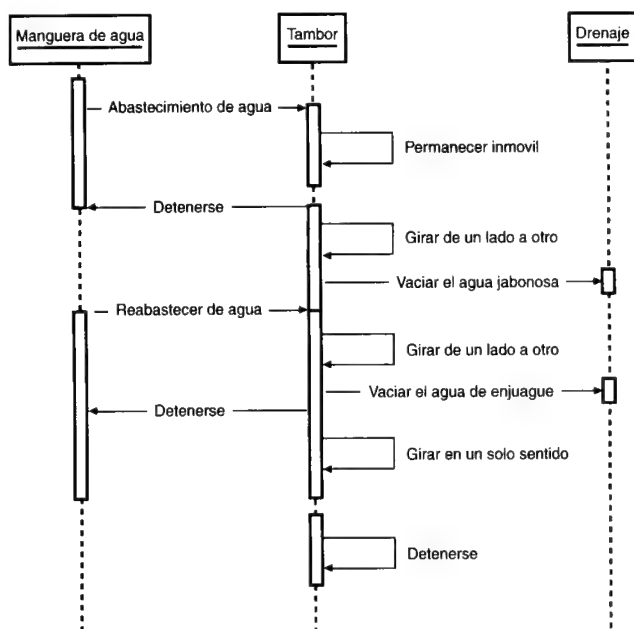 Manguera de agua
Tambor
Drenaje
Abastecimiento de agua
Permanecer inmovil
Detenerse
Girar de un lado a otro
Vaciar el agua jabonosa
Reabastecer de agua
Girar de un lado a otro
Vaciar el agua de enjuague
Detenerse
Girar en un solo sentido
Detenerse